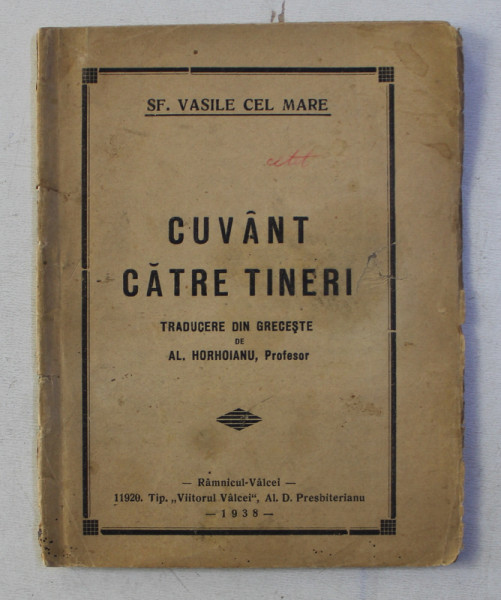 SF. VASILE CEL MARE
CUVÂNT
CĂTRE TINERI
TRADUCERE DIN GRECEȘTE
DE
AL. HORHOIANU, Profesor
— Râmnicul-Vâlcei —
11920. Tip. „Viitorul Vâlcei", Al. D. Presbiterianu
— 1938 —